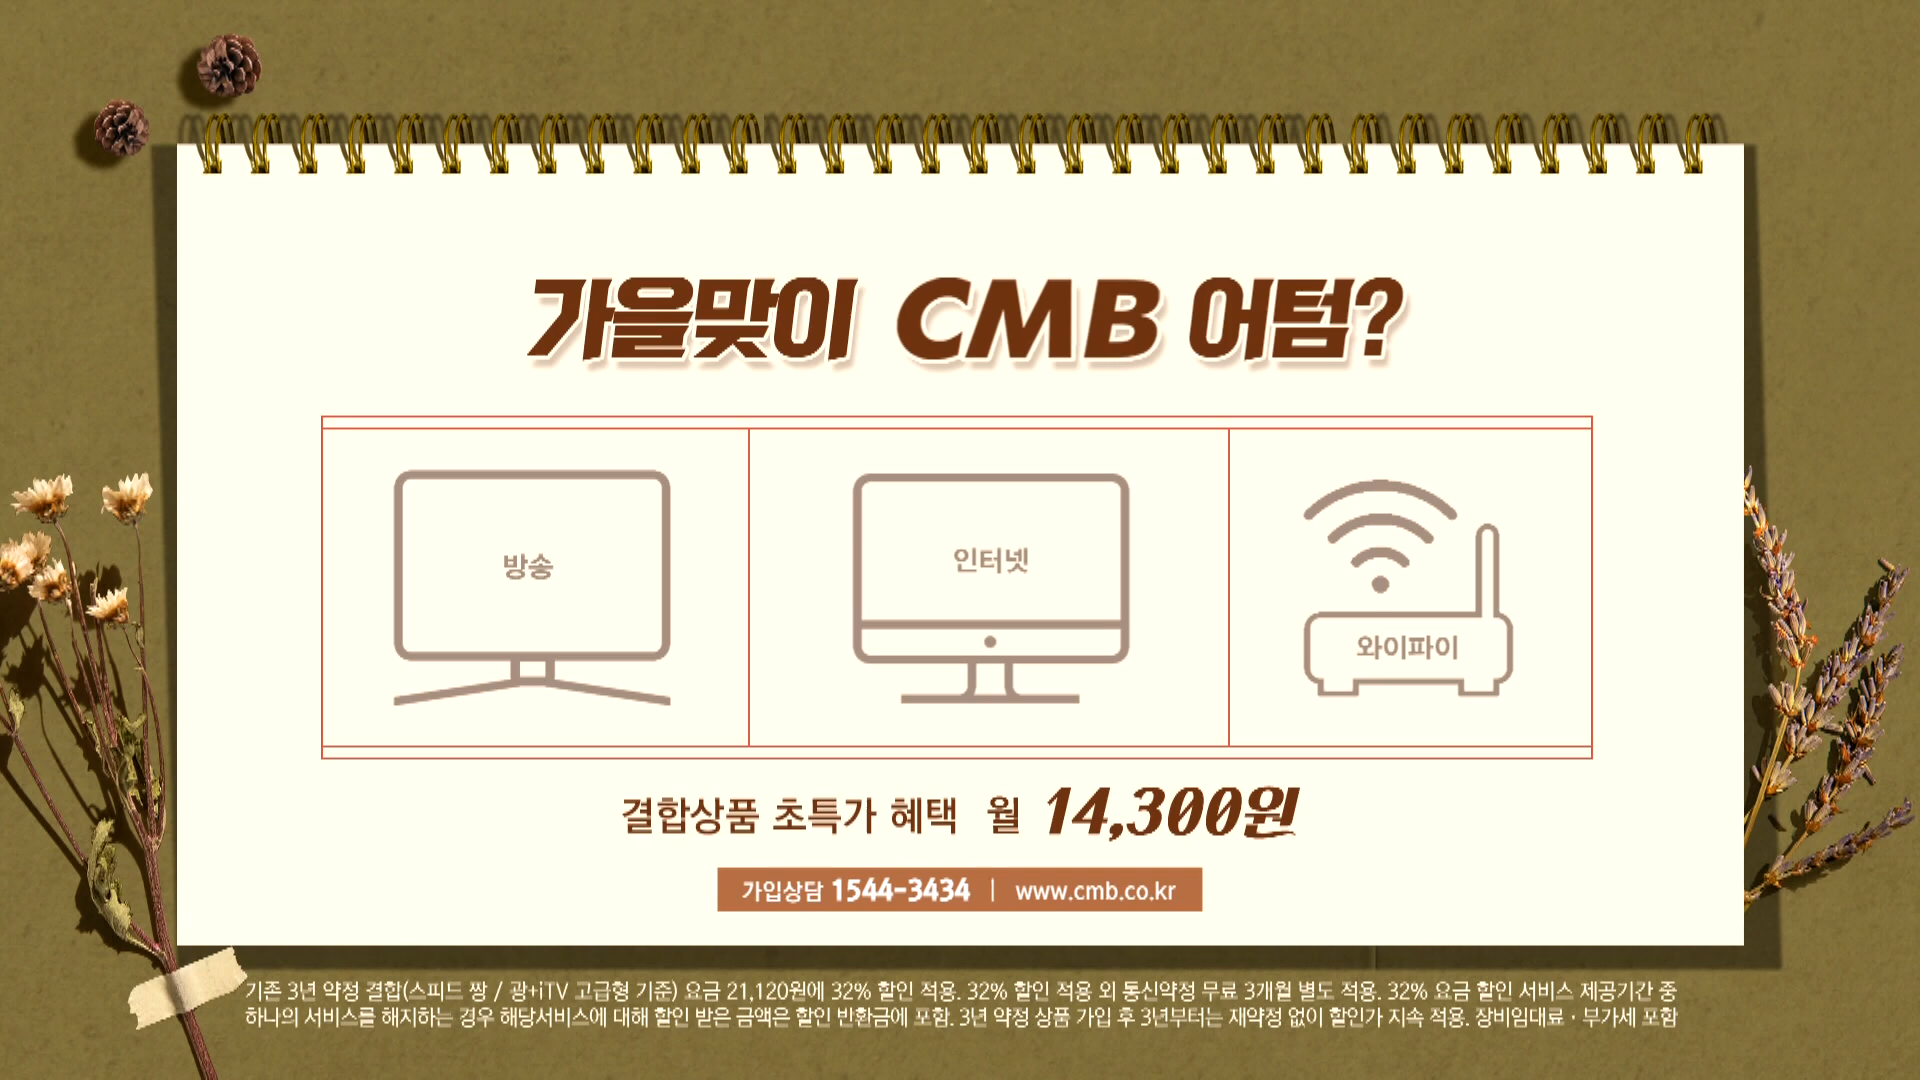 가을맞이 CMB 어텀?
방송
인터넷
와이파이
결합상품 초특가 혜택 월 14,300원
가입상담 1544-3434 | www.cmb.co.kr
기존 3년 약정 결합(스피드 짱 / 광+iTV 고급형 기준) 요금 21,120원에 32% 할인 적용. 32% 할인 적용 외 통신약정 무료 3개월 별도 적용. 32% 요금 할인 서비스 제공기간 중
하나의 서비스를 해지하는 경우 해당서비스에 대해 할인 받은 금액은 할인 반환금에 포함. 3년 약정 상품 가입 후 3년부터는 재약정 없이 할인가 지속 적용. 장비임대료 · 부가세 포함